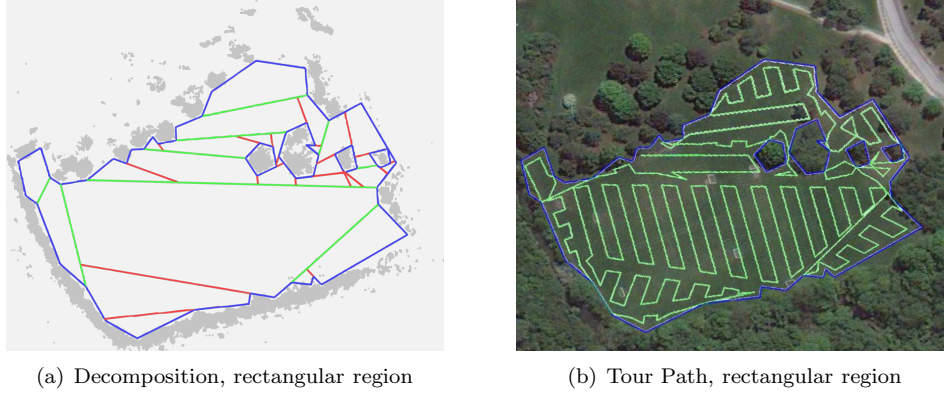 (a) Decomposition, rectangular region
(b) Tour Path, rectangular region